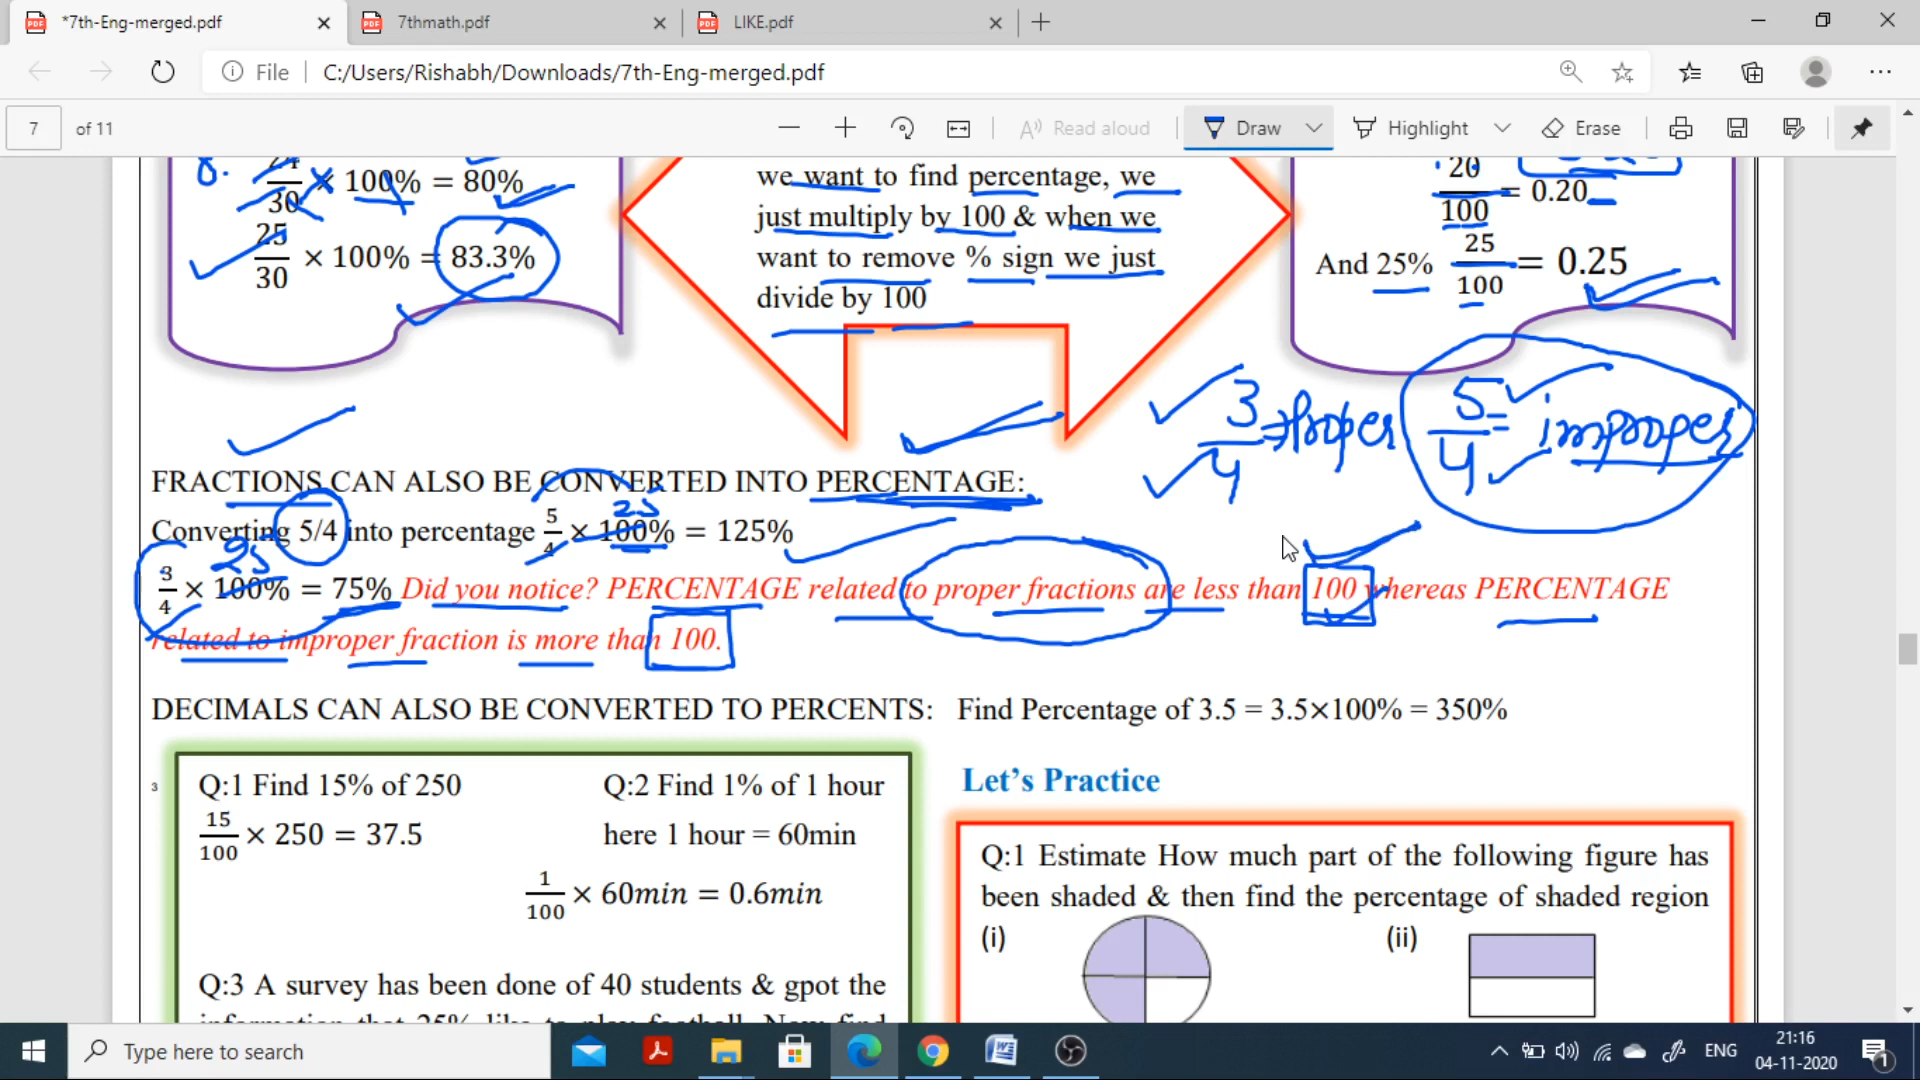 *7th-Eng-merged.pdf
7thmath.pdf
LIKE.pdf
File
C:/Users/Rishabh/Downloads/7th-Eng-merged.pdf
7 of 11
Read aloud
Draw
Highlight
Erase
8. 24/30 × 100% = 80%
25/30 × 100% = 83.3%
we want to find percentage, we
just multiply by 100 & when we
want to remove % sign we just
divide by 100
20/100 = 0.20
And 25% 25/100 = 0.25
3/4 → Proper
5/4 = improper
FRACTIONS CAN ALSO BE CONVERTED INTO PERCENTAGE:
25
Converting 5/4 into percentage 5/4 × 100% = 125%
25
3/4 × 100% = 75% Did you notice? PERCENTAGE related to proper fractions are less than 100 whereas PERCENTAGE
related to improper fraction is more than 100.
DECIMALS CAN ALSO BE CONVERTED TO PERCENTS: Find Percentage of 3.5 = 3.5×100% = 350%
3
Q:1 Find 15% of 250
15/100 × 250 = 37.5
Q:2 Find 1% of 1 hour
here 1 hour = 60min
1/100 × 60min = 0.6min
Q:3 A survey has been done of 40 students & gpot the
Let's Practice
Q:1 Estimate How much part of the following figure has
been shaded & then find the percentage of shaded region
(i)
(ii)
Type here to search
ENG
21:16
04-11-2020
1